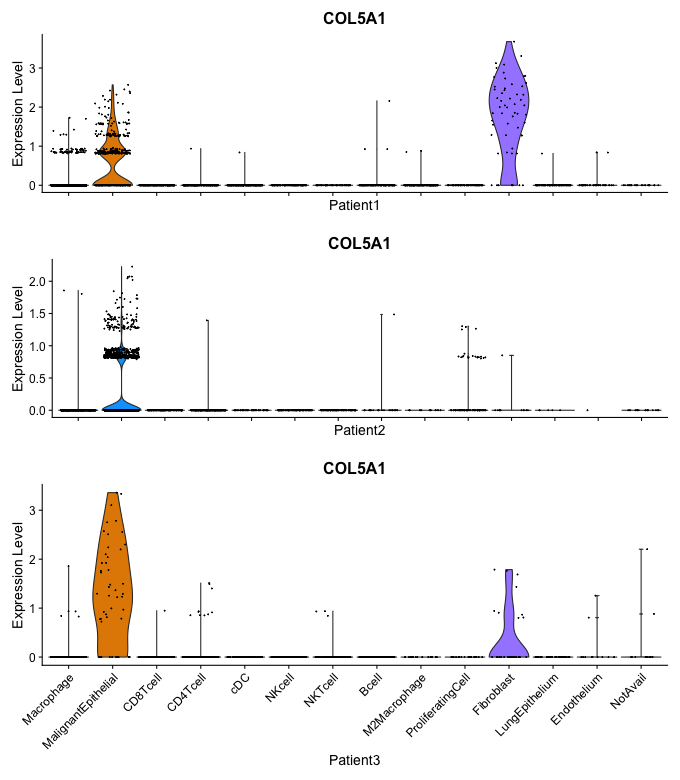 COL5A1
Expression Level
3
2
1
0
Patient1
COL5A1
Expression Level
2.0
1.5
1.0
0.5
0.0
Patient2
COL5A1
Expression Level
3
2
1
0
Macrophage
MalignantEpithelial
CD8Tcell
CD4Tcell
cDC
NKcell
NKTcell
Bcell
M2Macrophage
ProliferatingCell
Fibroblast
LungEpithelium
Endothelium
NotAvail
Patient3